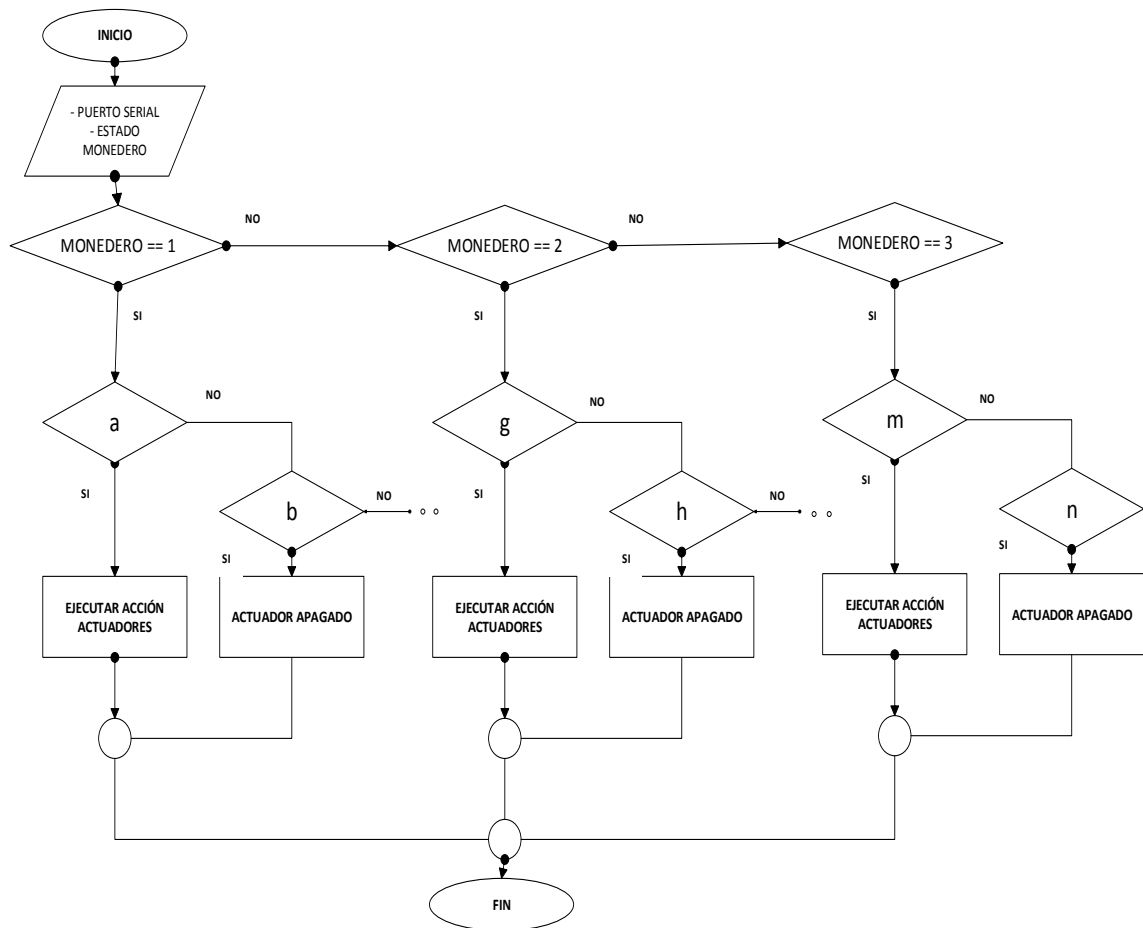 INICIO
- PUERTO SERIAL
- ESTADO
MONEDERO
NO
NO
MONEDERO == 1
MONEDERO == 2
MONEDERO == 3
SI
SI
SI
NO
NO
NO
a
g
m
SI
SI
SI
NO
NO
b
h
n
SI
SI
SI
EJECUTAR ACCIÓN
ACTUADORES
ACTUADOR APAGADO
EJECUTAR ACCIÓN
ACTUADORES
ACTUADOR APAGADO
EJECUTAR ACCIÓN
ACTUADORES
ACTUADOR APAGADO
FIN